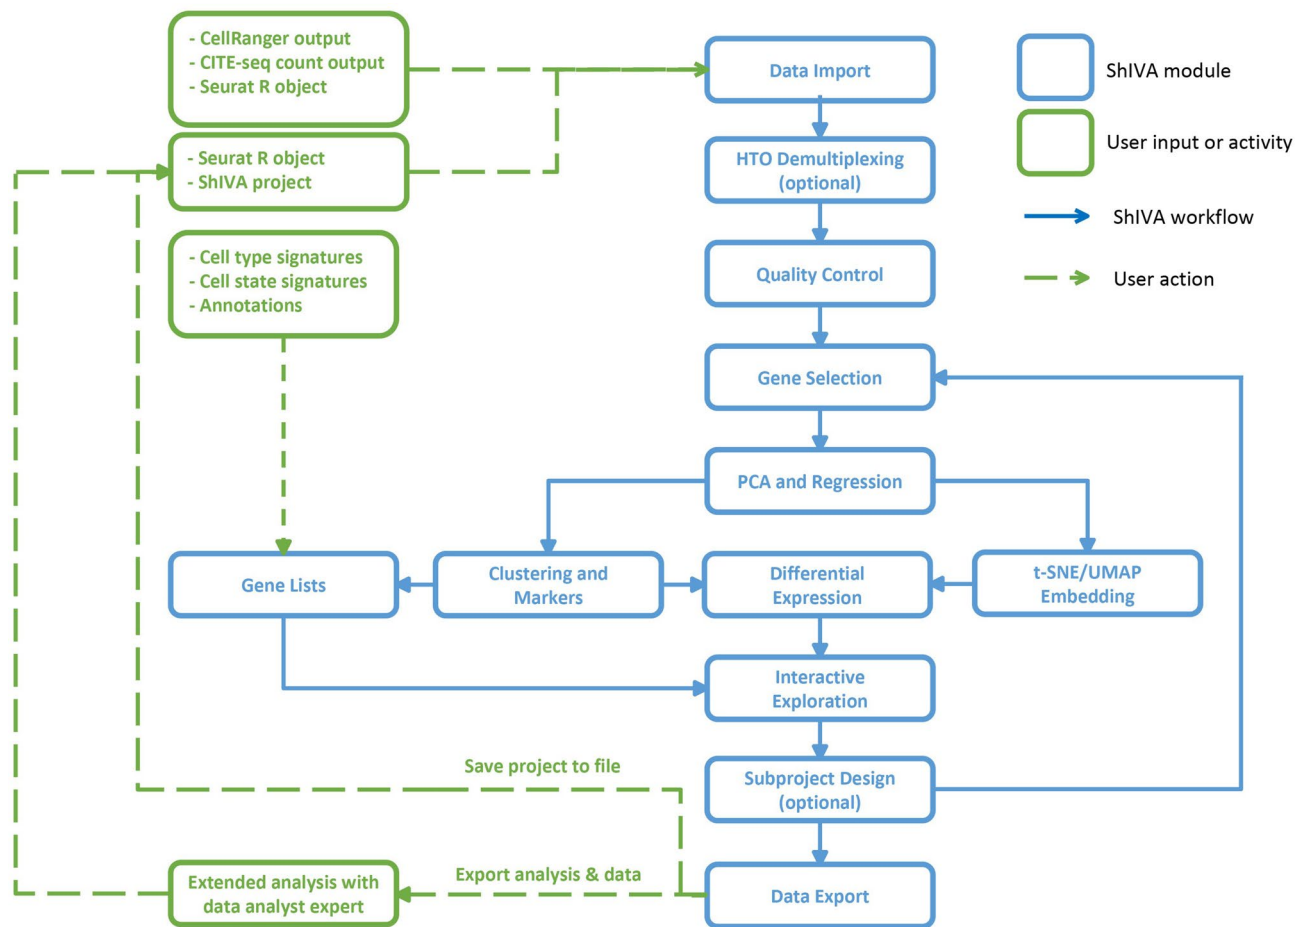 - CellRanger output
- CITE-seq count output
- Seurat R object
- Seurat R object
- ShIVA project
- Cell type signatures
- Cell state signatures
- Annotations
Data Import
HTO Demultiplexing
(optional)
Quality Control
Gene Selection
PCA and Regression
Gene Lists
Clustering and
Markers
Differential
Expression
t-SNE/UMAP
Embedding
Interactive
Exploration
Subproject Design
(optional)
Data Export
Save project to file
Export analysis & data
Extended analysis with
data analyst expert
ShIVA module
User input or activity
ShIVA workflow
User action